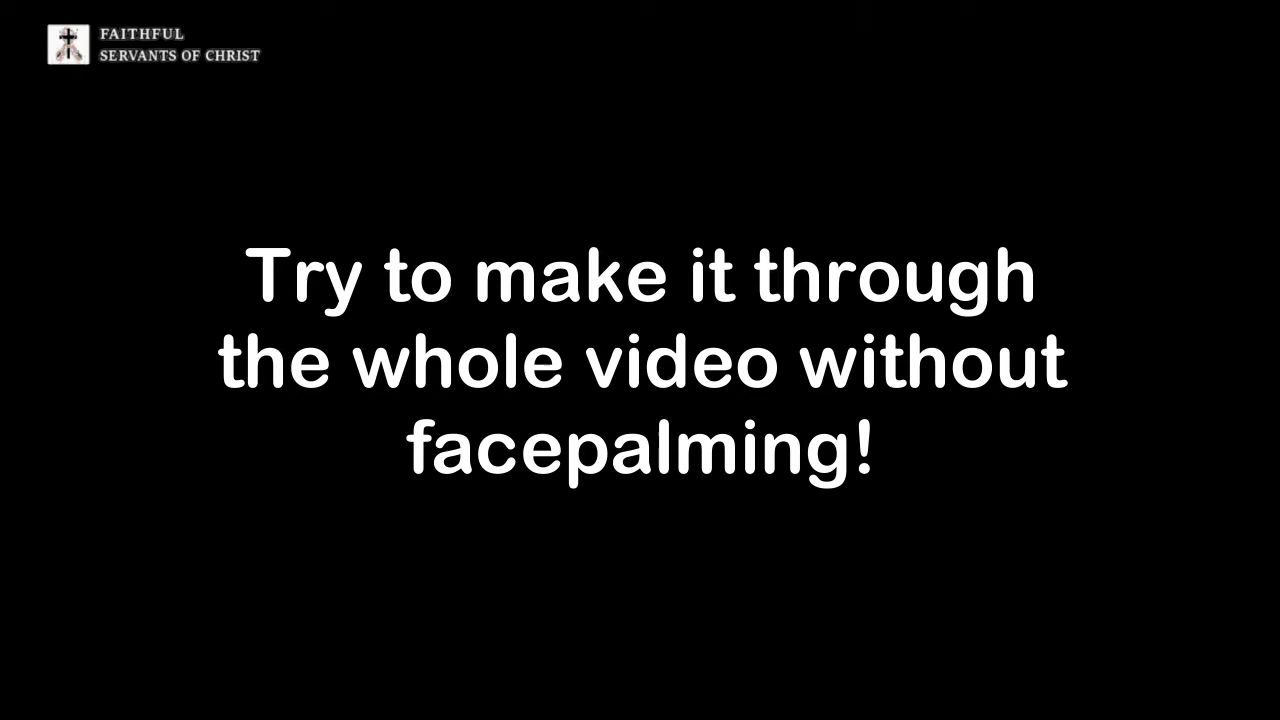 FAITHFUL
SERVANTS OF CHRIST
Try to make it through
the whole video without
facepalming!